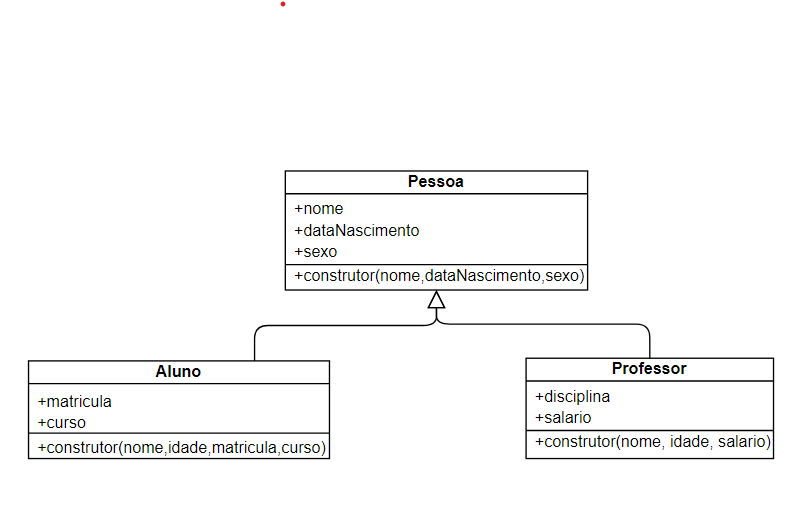 Pessoa
+nome
+dataNascimento
+sexo
+construtor(nome,dataNascimento,sexo)
Aluno
+matricula
+curso
+construtor(nome,idade,matricula,curso)
Professor
+disciplina
+salario
+construtor(nome, idade, salario)